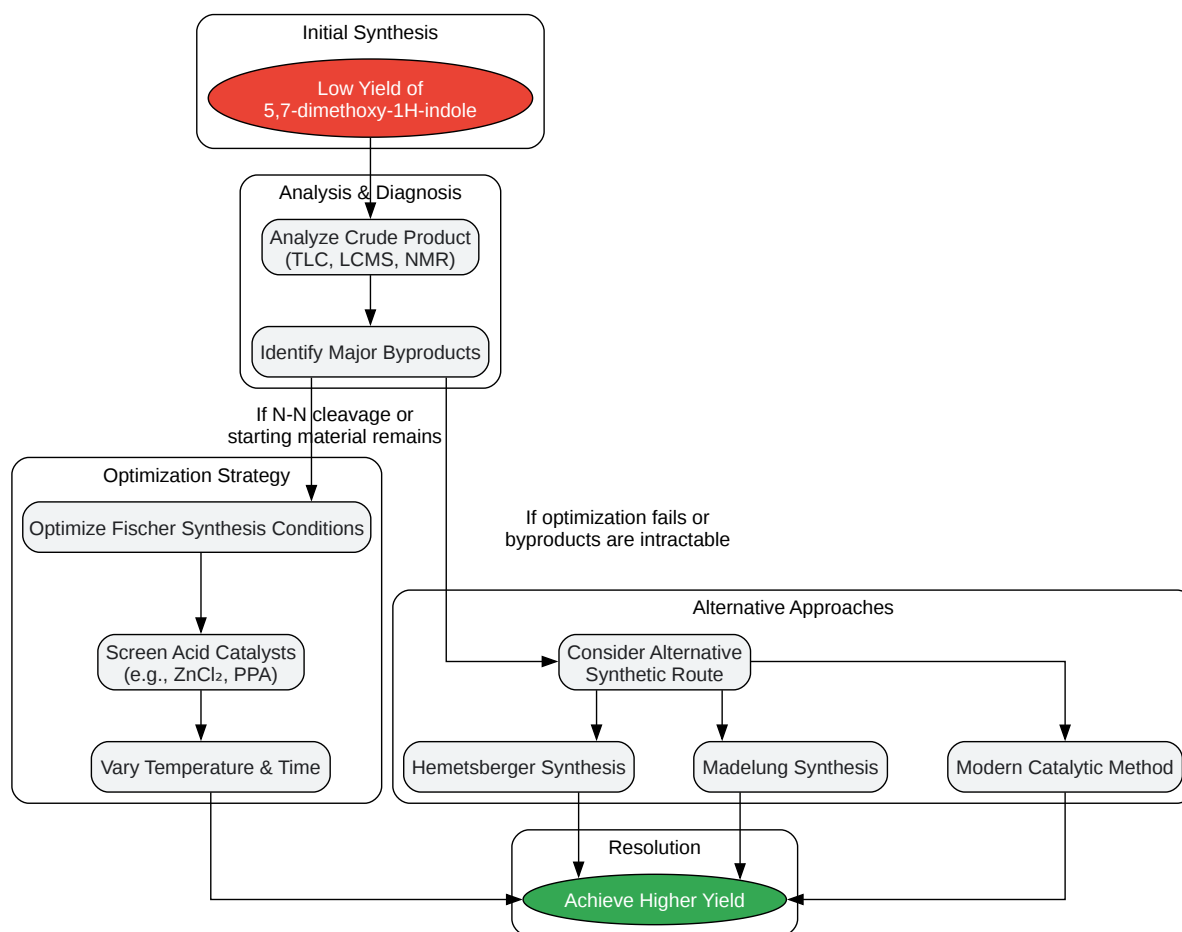 Initial Synthesis
Low Yield of
5,7-dimethoxy-1H-indole
Analysis & Diagnosis
Analyze Crude Product
(TLC, LCMS, NMR)
Identify Major Byproducts
If N-N cleavage or
starting material remains
Optimization Strategy
Optimize Fischer Synthesis Conditions
If optimization fails or
byproducts are intractable
Alternative Approaches
Screen Acid Catalysts
(e.g., ZnCl₂, PPA)
Consider Alternative
Synthetic Route
Vary Temperature & Time
Hemetsberger Synthesis
Madelung Synthesis
Modern Catalytic Method
Resolution
Achieve Higher Yield